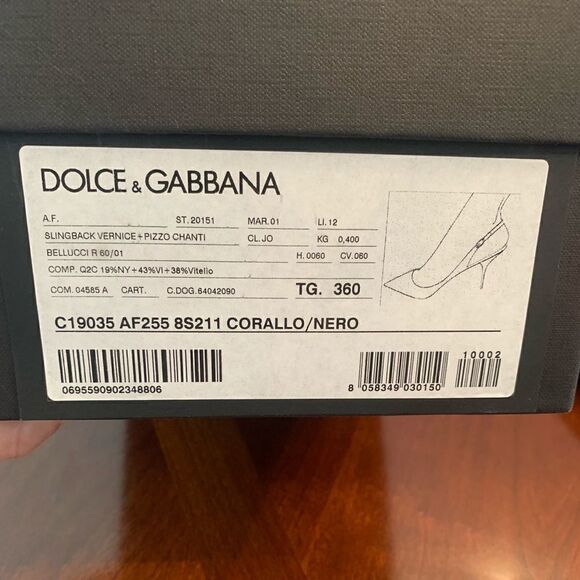 DOLCE & GABBANA
A.F. ST. 20151 MAR. 01 LI. 12
SLINGBACK VERNICE+PIZZO CHANTI CL. JO KG 0,400
BELLUCCI R 60/01 H. 0060 CV. 060
COMP. Q2C 19%NY+43%VI+38%Vitello
COM. 04585 A CART. C.DOG. 64042090 TG. 360
C19035 AF255 8S211 CORALLO/NERO
10002
0695590902348806
8 058349 030150